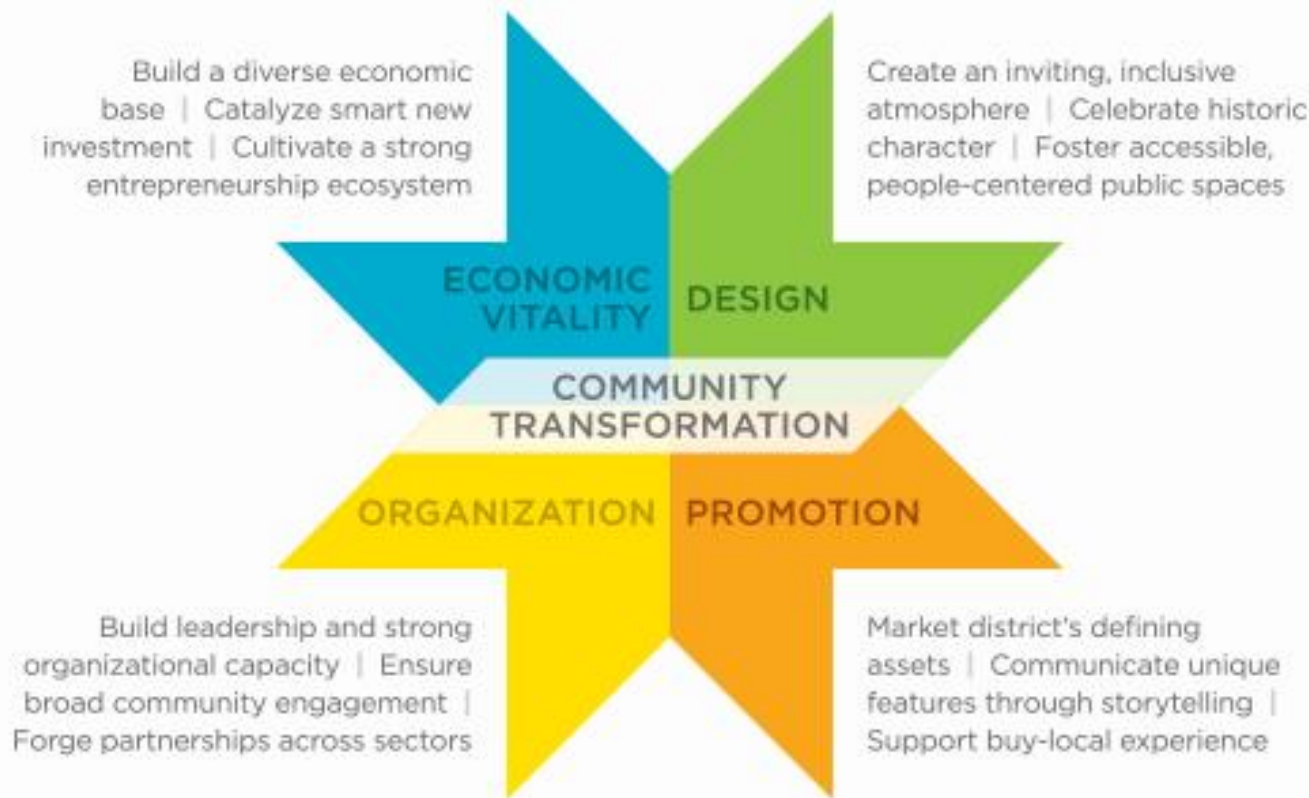 Build a diverse economic
base | Catalyze smart new
investment | Cultivate a strong
entrepreneurship ecosystem
Create an inviting, inclusive
atmosphere | Celebrate historic
character | Foster accessible,
people-centered public spaces
ECONOMIC
VITALITY
DESIGN
COMMUNITY
TRANSFORMATION
ORGANIZATION
PROMOTION
Build leadership and strong
organizational capacity | Ensure
broad community engagement |
Forge partnerships across sectors
Market district's defining
assets | Communicate unique
features through storytelling |
Support buy-local experience